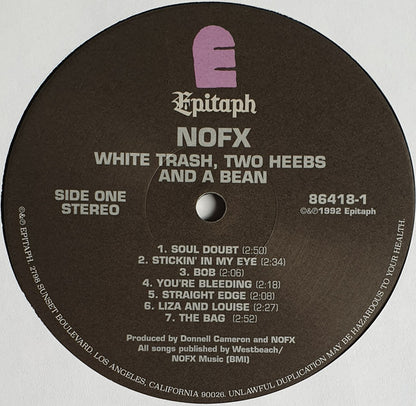 Epitaph
NOFX
WHITE TRASH, TWO HEEBS
AND A BEAN
SIDE ONE
STEREO
86418-1
©&℗1992 Epitaph
1. SOUL DOUBT (2:50)
2. STICKIN' IN MY EYE (2:34)
3. BOB (2:06)
4. YOU'RE BLEEDING (2:18)
5. STRAIGHT EDGE (2:08)
6. LIZA AND LOUISE (2:27)
7. THE BAG (2:52)
Produced by Donnell Cameron and NOFX
All songs published by Westbeach/
NOFX Music (BMI)
©&℗ EPITAPH. 2798 SUNSET BOULEVARD, LOS ANGELES, CALIFORNIA 90026. UNLAWFUL DUPLICATION MAY BE HAZARDOUS TO YOUR HEALTH.